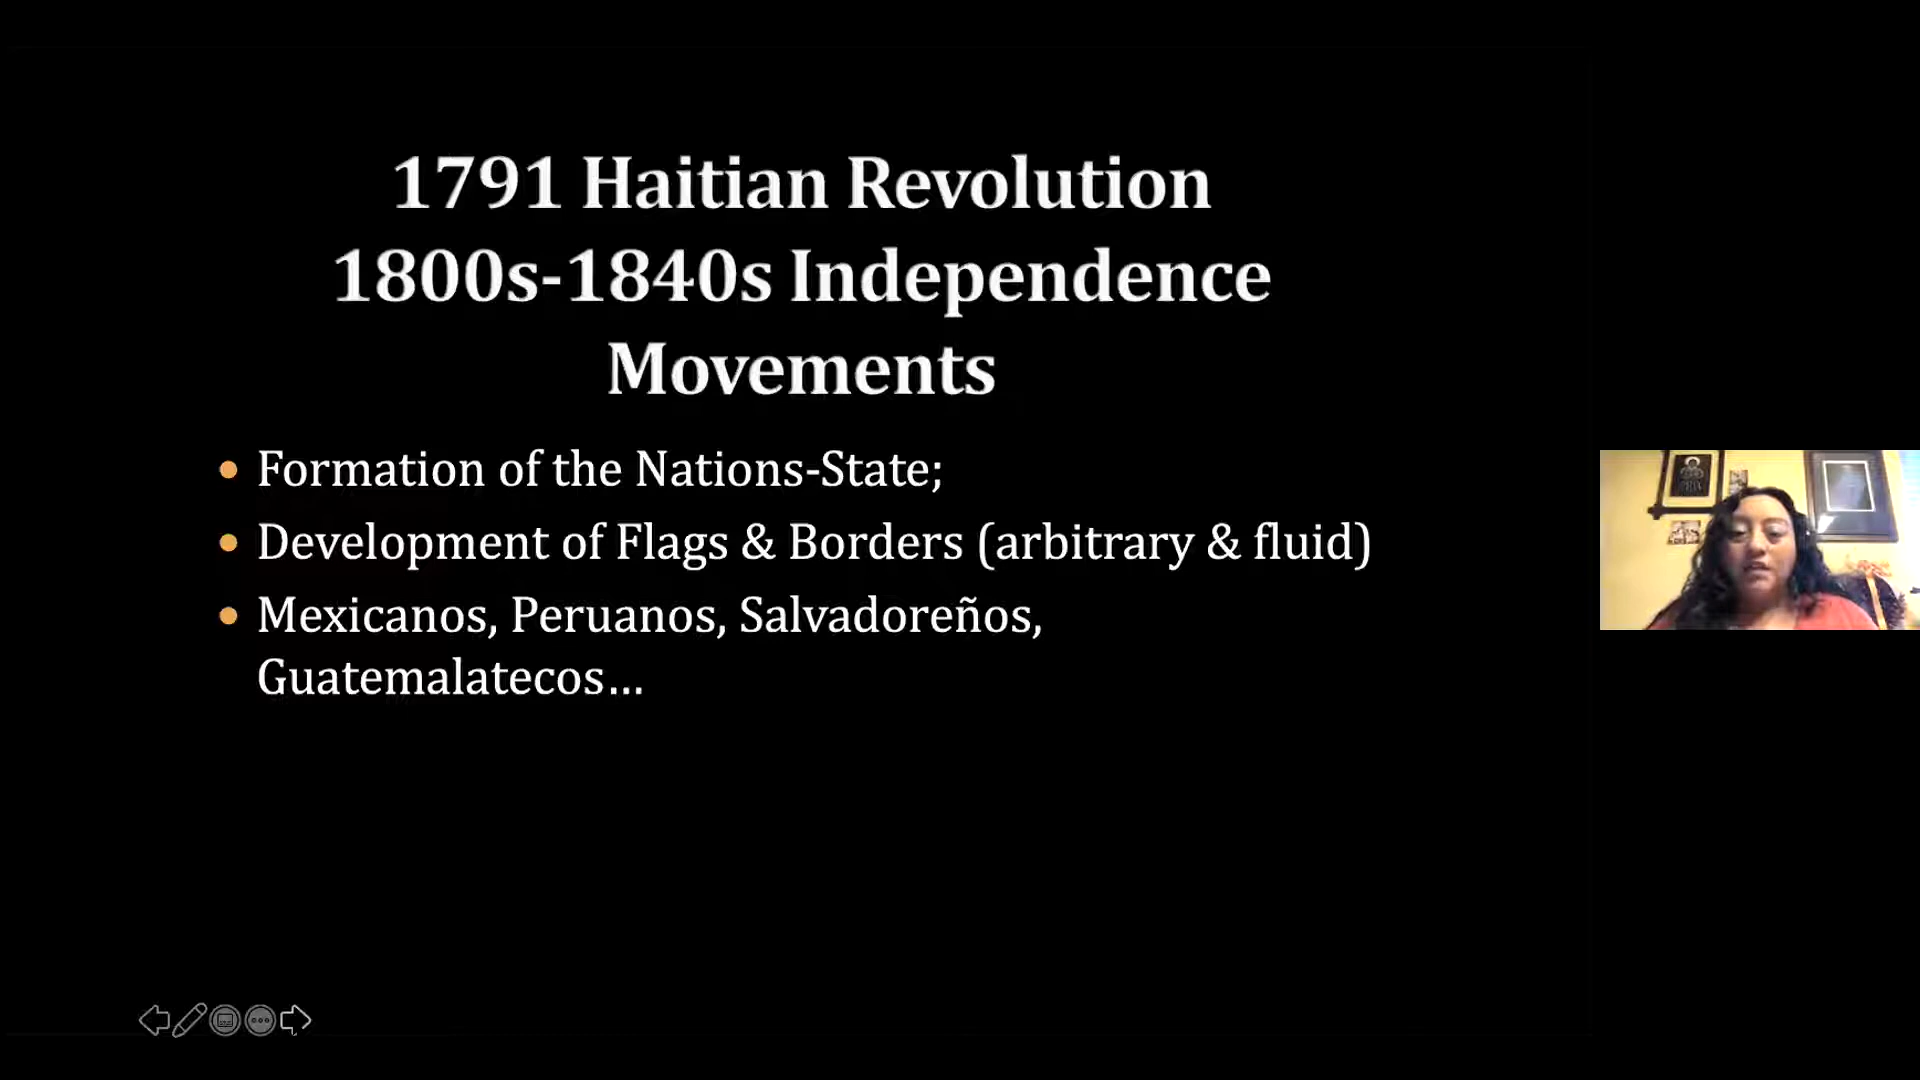 1791 Haitian Revolution
1800s-1840s Independence
Movements
• Formation of the Nations-State;
• Development of Flags & Borders (arbitrary & fluid)
• Mexicanos, Peruanos, Salvadoreños,
Guatemalatecos...